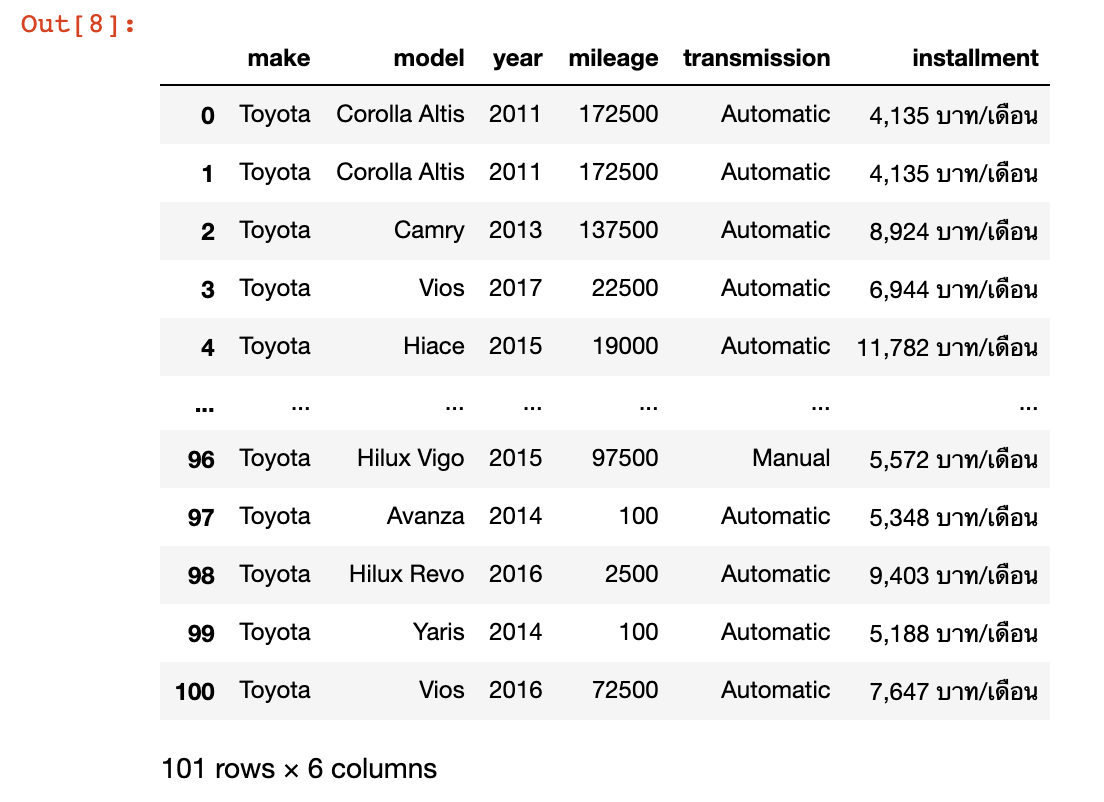 Out[8]:
make model year mileage transmission installment
0 Toyota Corolla Altis 2011 172500 Automatic 4,135 บาท/เดือน
1 Toyota Corolla Altis 2011 172500 Automatic 4,135 บาท/เดือน
2 Toyota Camry 2013 137500 Automatic 8,924 บาท/เดือน
3 Toyota Vios 2017 22500 Automatic 6,944 บาท/เดือน
4 Toyota Hiace 2015 19000 Automatic 11,782 บาท/เดือน
... ... ... ... ... ... ...
96 Toyota Hilux Vigo 2015 97500 Manual 5,572 บาท/เดือน
97 Toyota Avanza 2014 100 Automatic 5,348 บาท/เดือน
98 Toyota Hilux Revo 2016 2500 Automatic 9,403 บาท/เดือน
99 Toyota Yaris 2014 100 Automatic 5,188 บาท/เดือน
100 Toyota Vios 2016 72500 Automatic 7,647 บาท/เดือน
101 rows × 6 columns